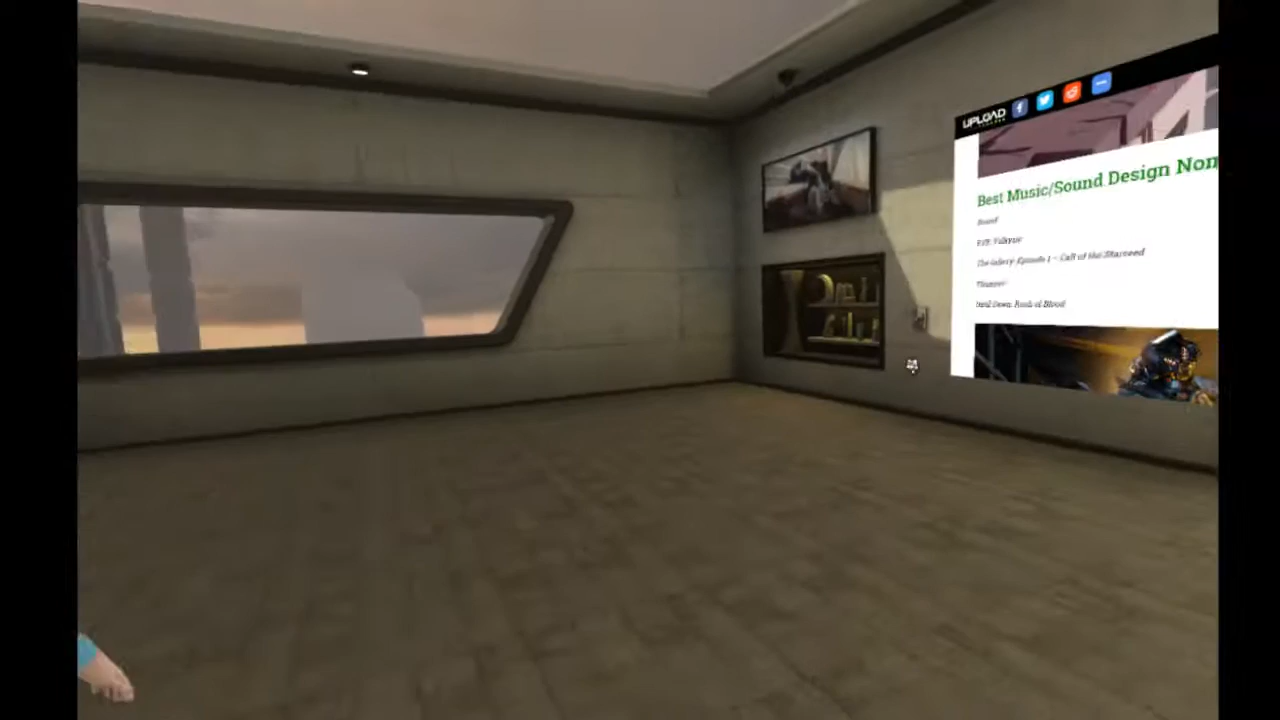 UPLOAD
Best Music/Sound Design Nom
EVE: Valkyrie
The Gallery: Episode 1 – Call of the Starseed
Thumper
Until Dawn: Rush of Blood